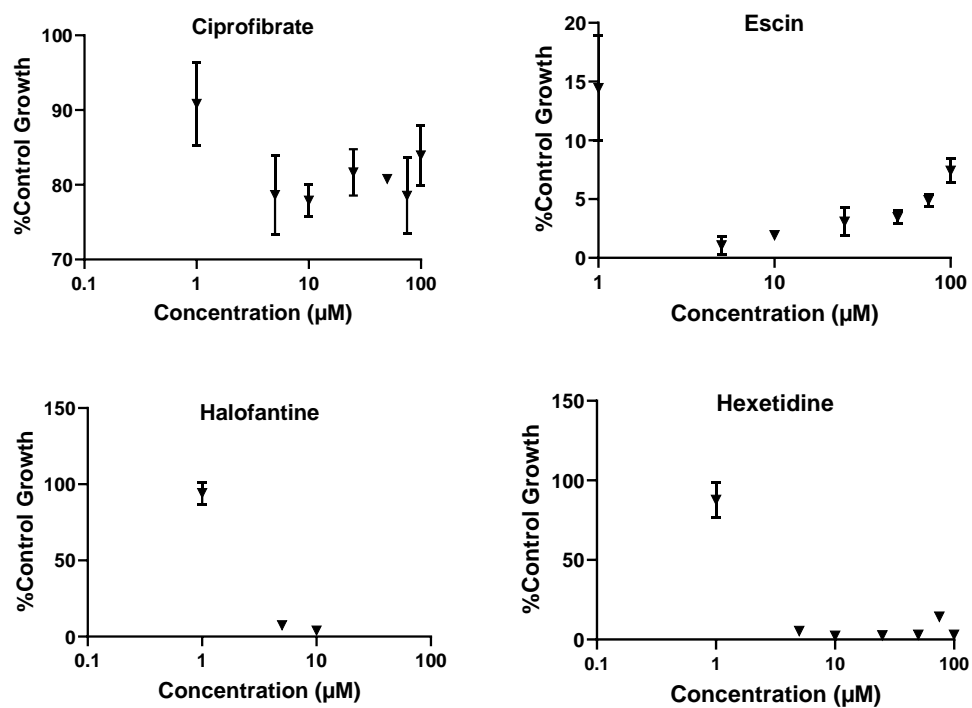 Ciprofibrate
100
90
80
70
%Control Growth
0.1 1 10 100
Concentration (µM)
Escin
20
15
10
5
0
%Control Growth
1 10 100
Concentration (µM)
Halofantine
150
100
50
0
%Control Growth
0.1 1 10 100
Concentration (µM)
Hexetidine
150
100
50
0
%Control Growth
0.1 1 10 100
Concentration (µM)